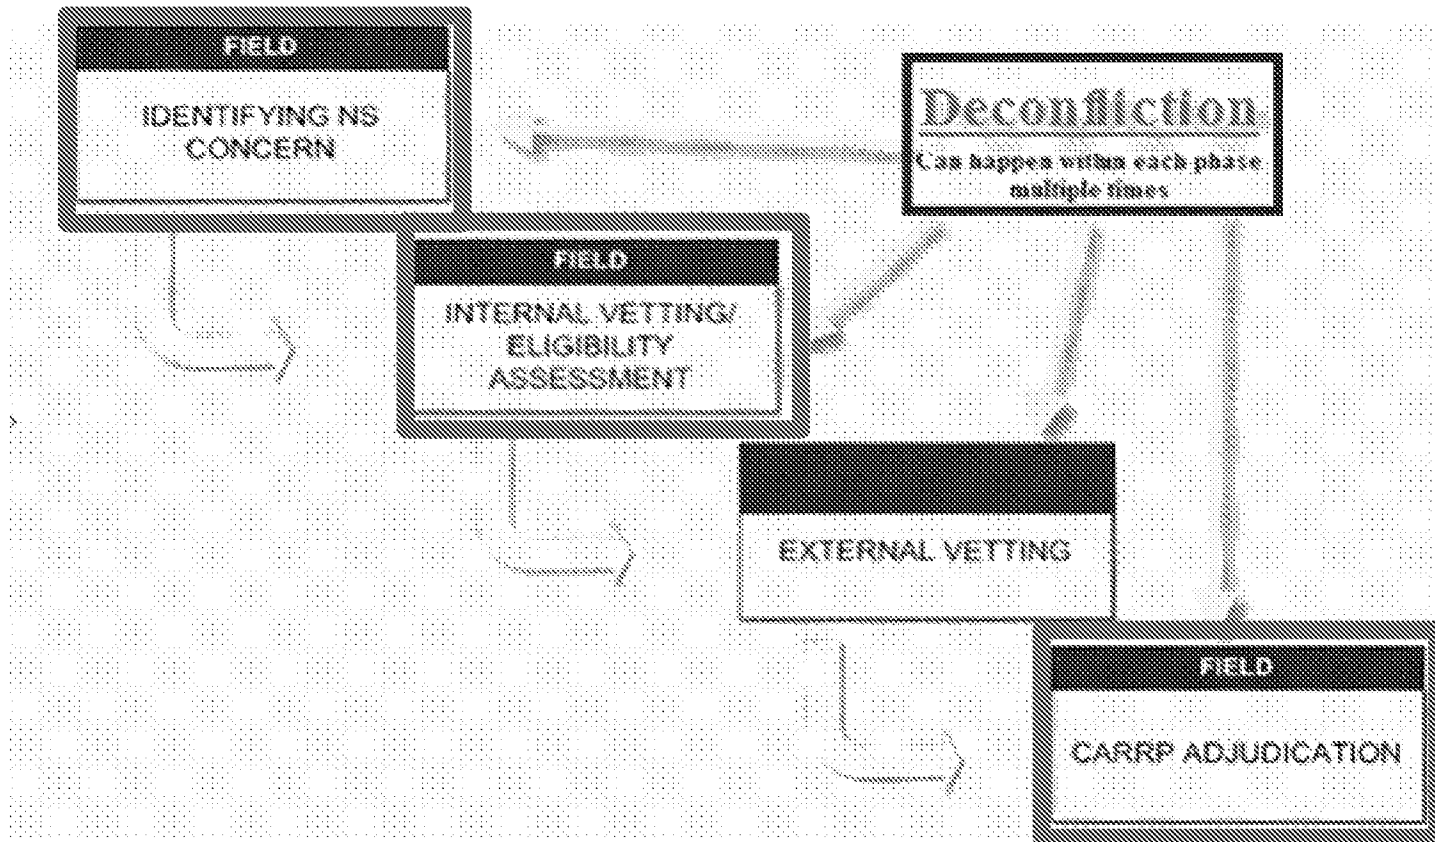 FIELD
IDENTIFYING NS
CONCERN
Deconfliction
Can happen within each phase
multiple times
FIELD
INTERNAL VETTING/
ELIGIBILITY
ASSESSMENT
EXTERNAL VETTING
FIELD
CARRP ADJUDICATION